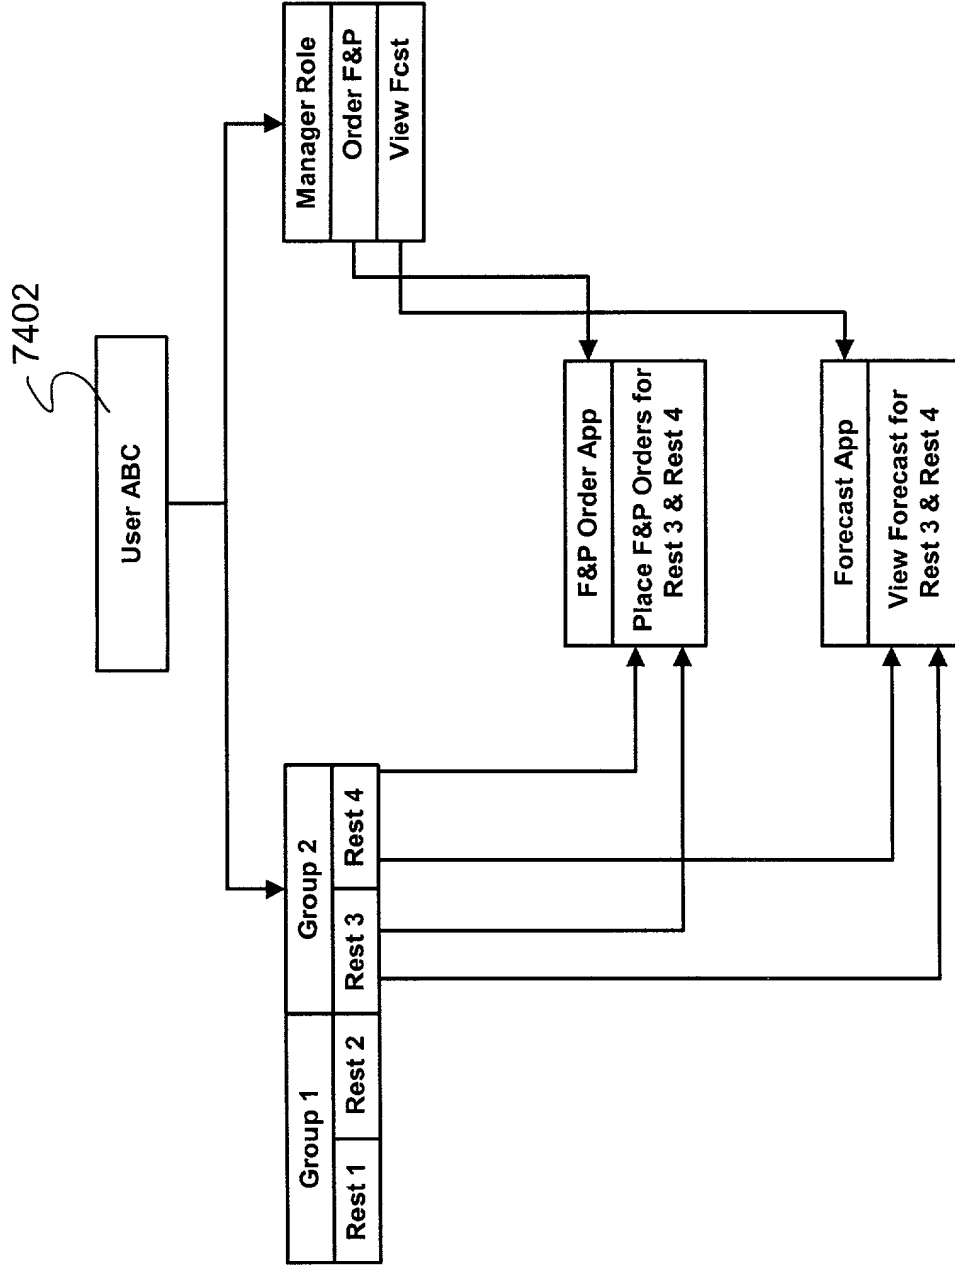 7402
User ABC
Group 1
Group 2
Rest 1
Rest 2
Rest 3
Rest 4
Manager Role
Order F&P
View Fcst
F&P Order App
Place F&P Orders for
Rest 3 & Rest 4
Forecast App
View Forecast for
Rest 3 & Rest 4